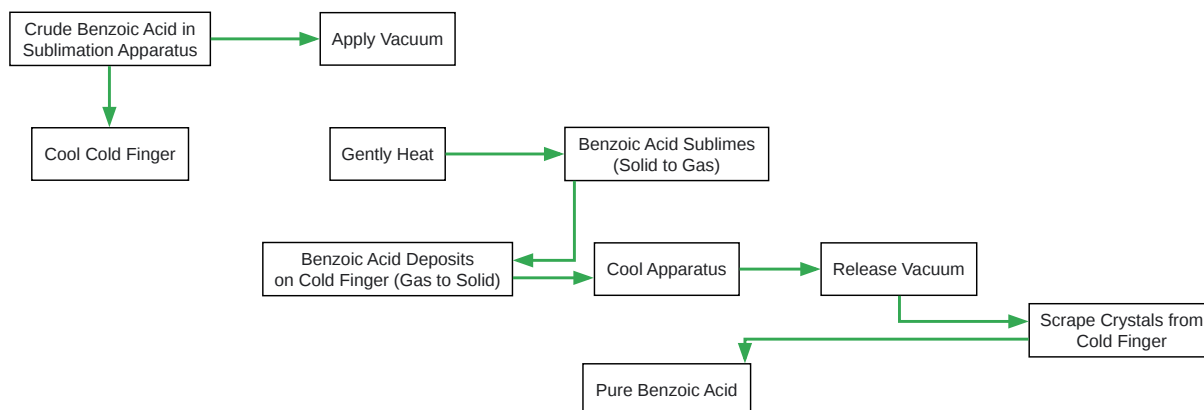 Crude Benzoic Acid in
Sublimation Apparatus
Apply Vacuum
Cool Cold Finger
Gently Heat
Benzoic Acid Sublimes
(Solid to Gas)
Benzoic Acid Deposits
on Cold Finger (Gas to Solid)
Cool Apparatus
Release Vacuum
Scrape Crystals from
Cold Finger
Pure Benzoic Acid